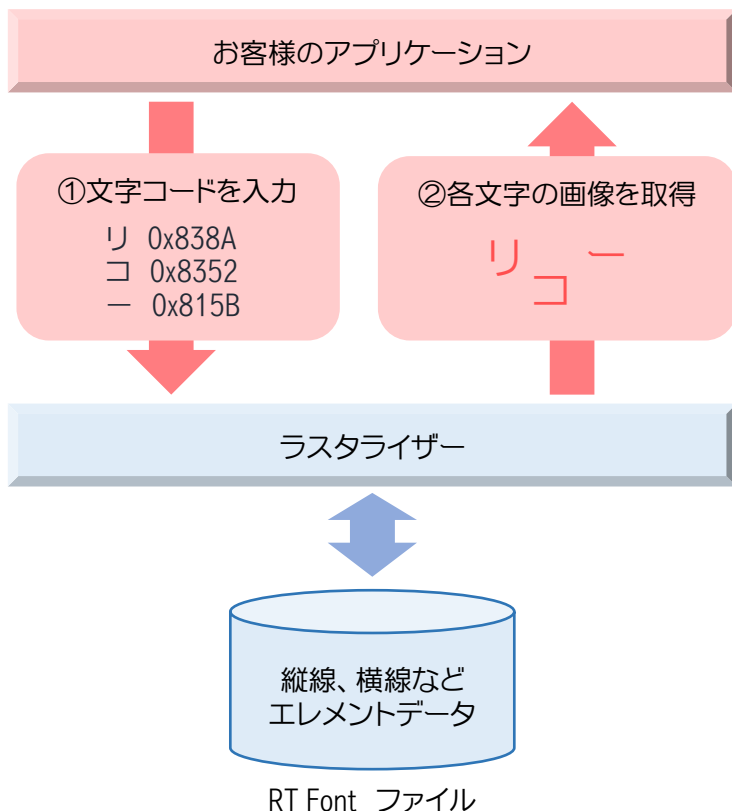 お客様のアプリケーション
①文字コードを入力
リ 0x838A
コ 0x8352
ー 0x815B
②各文字の画像を取得
リ コ ー
ラスタライザー
縦線、横線など
エレメントデータ
RT Font ファイル